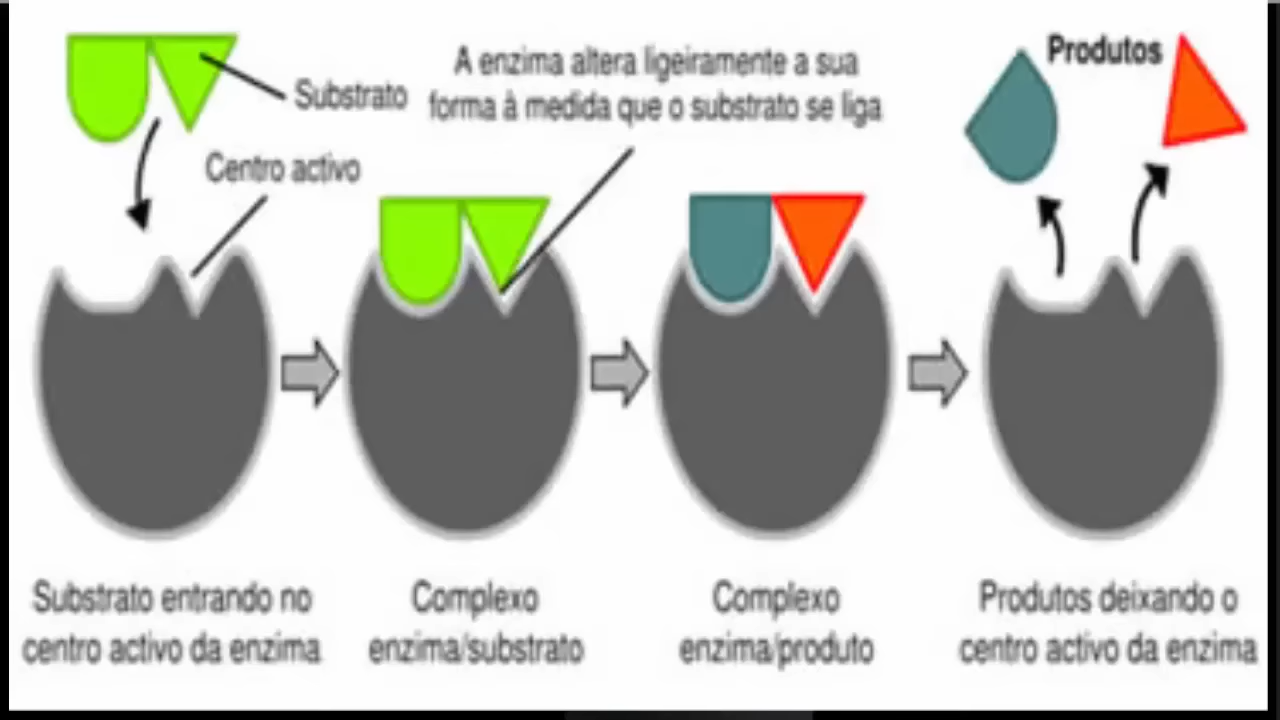 Substrato
Centro activo
A enzima altera ligeiramente a sua
forma à medida que o substrato se liga
Produtos
Substrato entrando no
centro activo da enzima
Complexo
enzima/substrato
Complexo
enzima/produto
Produtos deixando o
centro activo da enzima